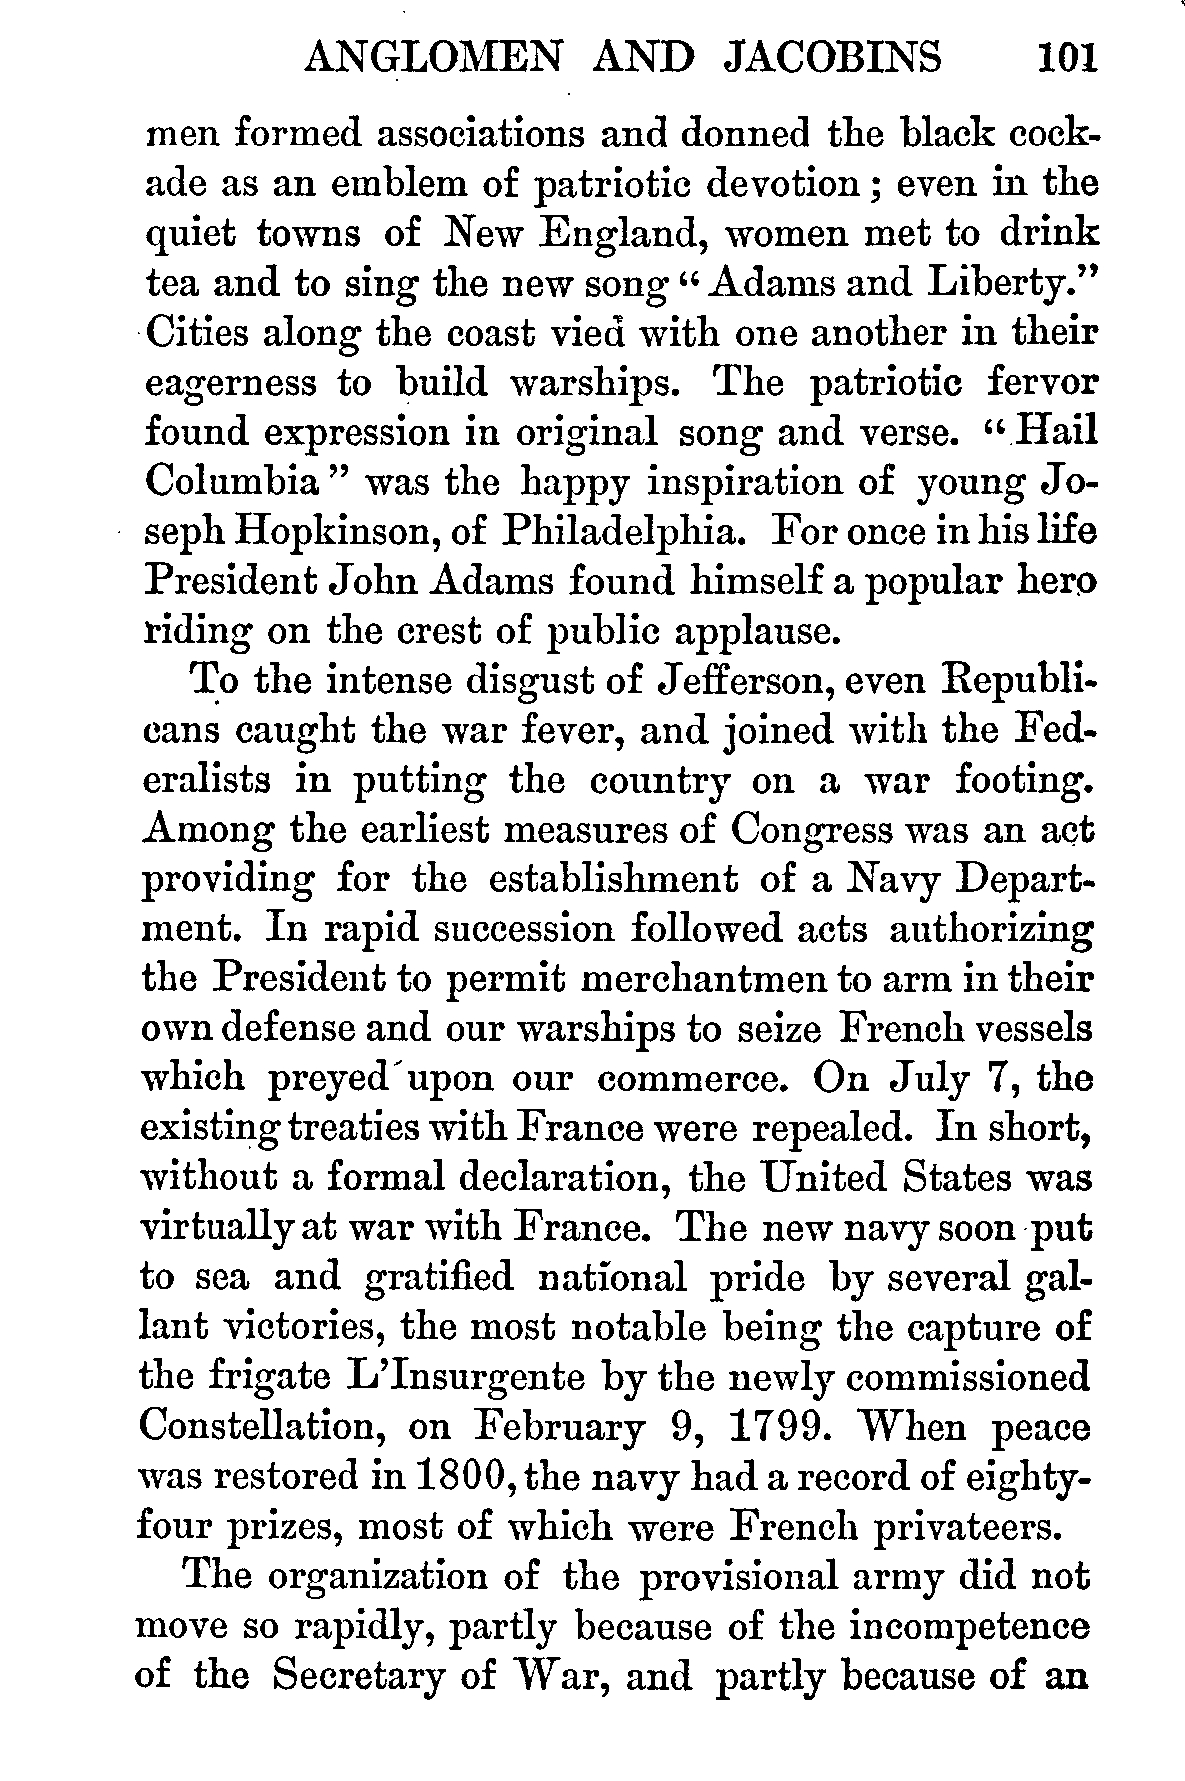 ANGLOMEN AND JACOBINS 101
men formed associations and donned the black cock-
ade as an emblem of patriotic devotion; even in the
quiet towns of New England, women met to drink
tea and to sing the new song "Adams and Liberty."
Cities along the coast vied with one another in their
eagerness to build warships. The patriotic fervor
found expression in original song and verse. "Hail
Columbia" was the happy inspiration of young Jo-
seph Hopkinson, of Philadelphia. For once in his life
President John Adams found himself a popular hero
riding on the crest of public applause.
To the intense disgust of Jefferson, even Republi-
cans caught the war fever, and joined with the Fed-
eralists in putting the country on a war footing.
Among the earliest measures of Congress was an act
providing for the establishment of a Navy Depart-
ment. In rapid succession followed acts authorizing
the President to permit merchantmen to arm in their
own defense and our warships to seize French vessels
which preyed upon our commerce. On July 7, the
existing treaties with France were repealed. In short,
without a formal declaration, the United States was
virtually at war with France. The new navy soon put
to sea and gratified national pride by several gal-
lant victories, the most notable being the capture of
the frigate L'Insurgente by the newly commissioned
Constellation, on February 9, 1799. When peace
was restored in 1800, the navy had a record of eighty-
four prizes, most of which were French privateers.
The organization of the provisional army did not
move so rapidly, partly because of the incompetence
of the Secretary of War, and partly because of an